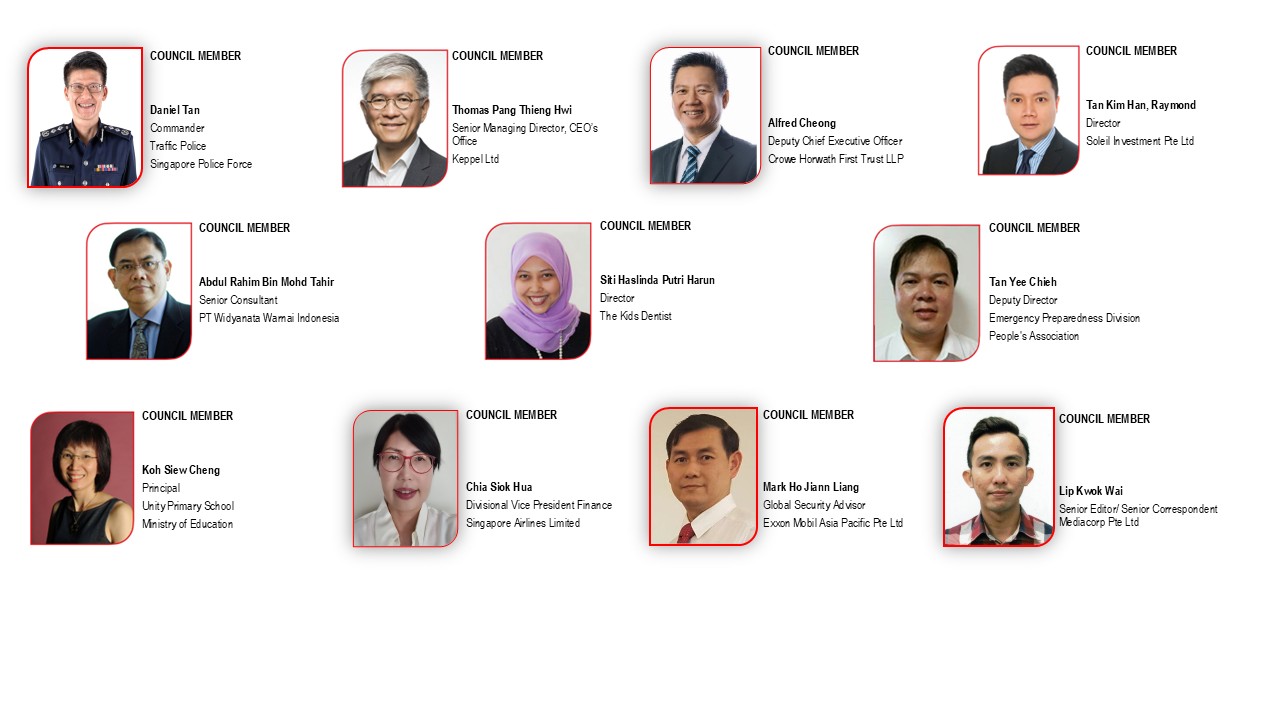 COUNCIL MEMBER
Daniel Tan
Commander
Traffic Police
Singapore Police Force
COUNCIL MEMBER
Thomas Pang Thieng Hwi
Senior Managing Director, CEO's
Office
Keppel Ltd
COUNCIL MEMBER
Alfred Cheong
Deputy Chief Executive Officer
Crowe Horwath First Trust LLP
COUNCIL MEMBER
Tan Kim Han, Raymond
Director
Soleil Investment Pte Ltd
COUNCIL MEMBER
Abdul Rahim Bin Mohd Tahir
Senior Consultant
PT Widyanata Warnai Indonesia
COUNCIL MEMBER
Siti Haslinda Putri Harun
Director
The Kids Dentist
COUNCIL MEMBER
Tan Yee Chieh
Deputy Director
Emergency Preparedness Division
People's Association
COUNCIL MEMBER
Koh Siew Cheng
Principal
Unity Primary School
Ministry of Education
COUNCIL MEMBER
Chia Siok Hua
Divisional Vice President Finance
Singapore Airlines Limited
COUNCIL MEMBER
Mark Ho Jiann Liang
Global Security Advisor
Exxon Mobil Asia Pacific Pte Ltd
COUNCIL MEMBER
Lip Kwok Wai
Senior Editor/ Senior Correspondent
Mediacorp Pte Ltd